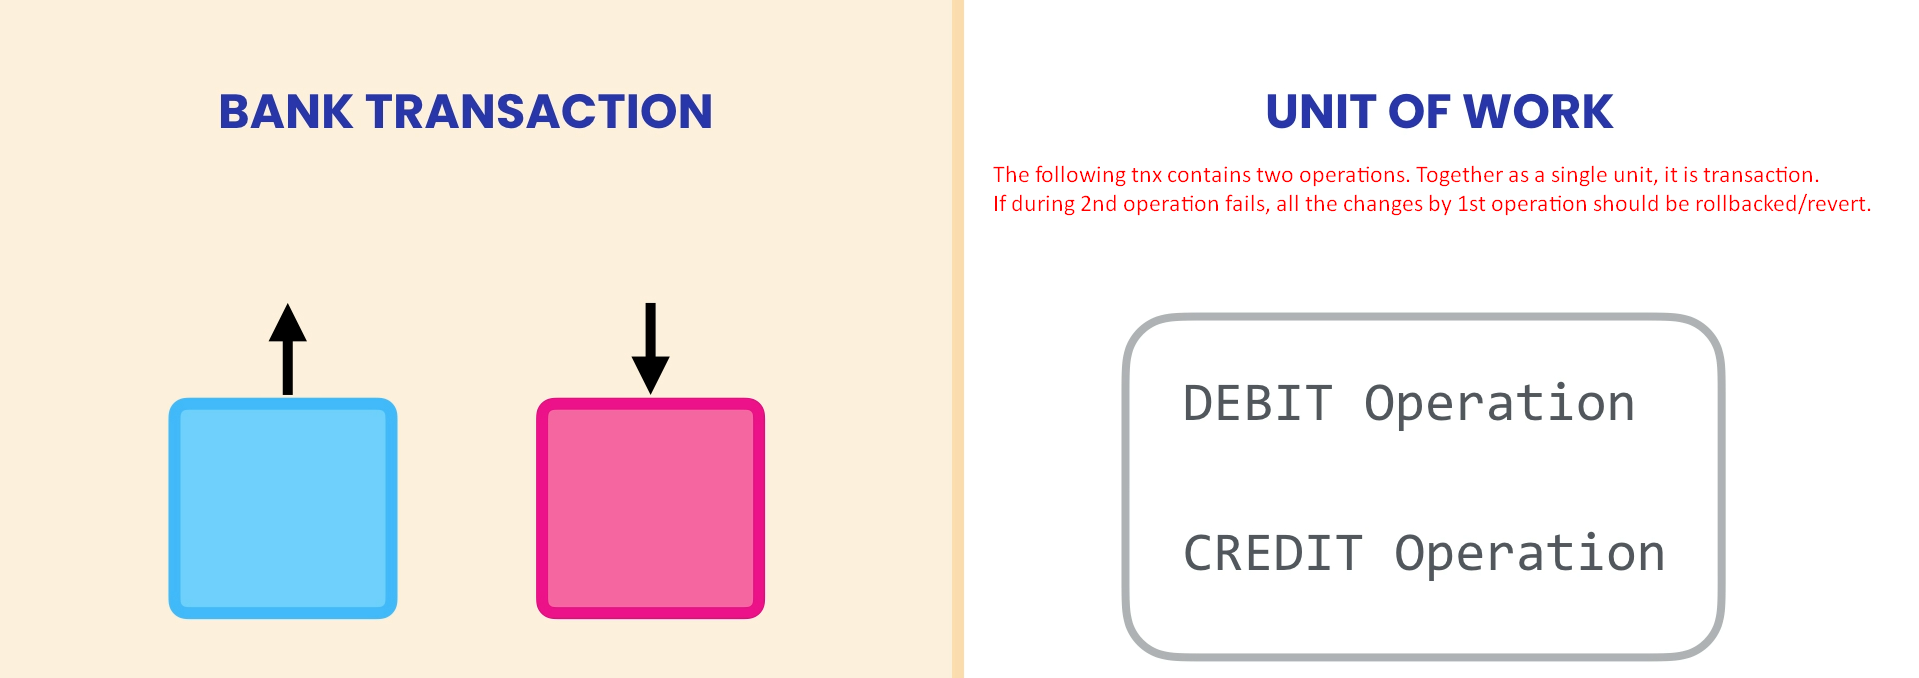 BANK TRANSACTION
UNIT OF WORK
The following tnx contains two operations. Together as a single unit, it is transaction.
If during 2nd operation fails, all the changes by 1st operation should be rollbacked/revert.
DEBIT Operation
CREDIT Operation